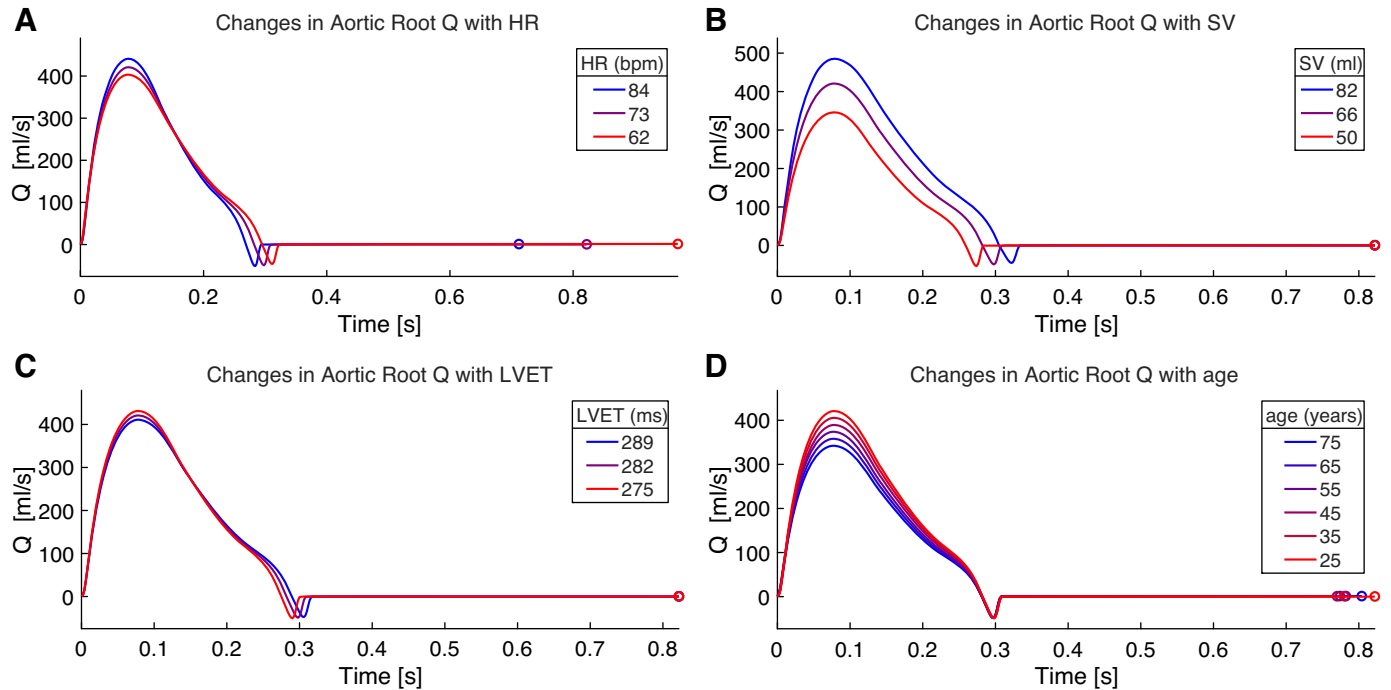 A
Changes in Aortic Root Q with HR
Q [ml/s]
400
300
200
100
0
HR (bpm)
84
73
62
0 0.2 0.4 0.6 0.8
Time [s]
B
Changes in Aortic Root Q with SV
Q [ml/s]
500
400
300
200
100
0
SV (ml)
82
66
50
0 0.1 0.2 0.3 0.4 0.5 0.6 0.7 0.8
Time [s]
C
Changes in Aortic Root Q with LVET
Q [ml/s]
400
300
200
100
0
LVET (ms)
289
282
275
0 0.1 0.2 0.3 0.4 0.5 0.6 0.7 0.8
Time [s]
D
Changes in Aortic Root Q with age
Q [ml/s]
400
300
200
100
0
age (years)
75
65
55
45
35
25
0 0.1 0.2 0.3 0.4 0.5 0.6 0.7 0.8
Time [s]